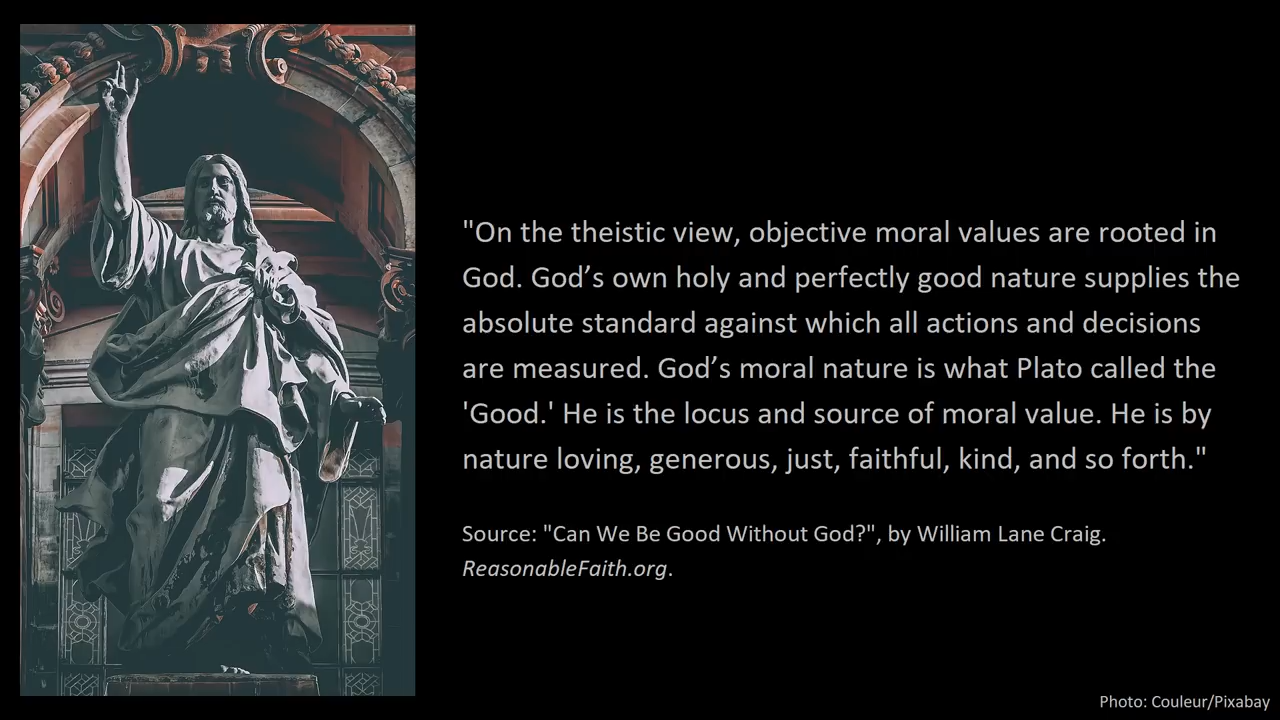 "On the theistic view, objective moral values are rooted in
God. God’s own holy and perfectly good nature supplies the
absolute standard against which all actions and decisions
are measured. God’s moral nature is what Plato called the
'Good.' He is the locus and source of moral value. He is by
nature loving, generous, just, faithful, kind, and so forth."
Source: "Can We Be Good Without God?", by William Lane Craig.
ReasonableFaith.org.
Photo: Couleur/Pixabay